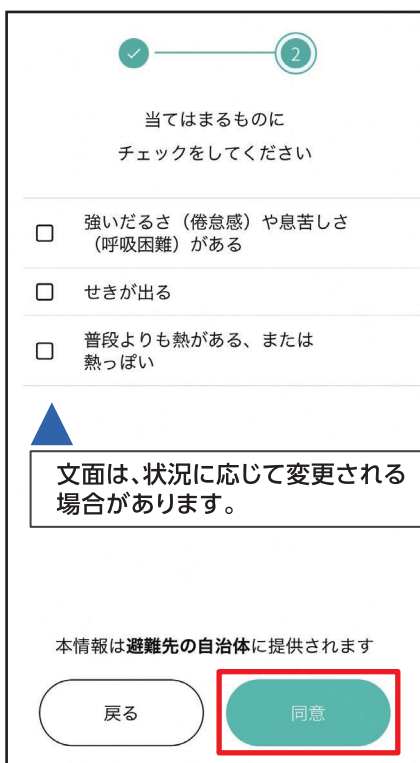 2
当てはまるものに
チェックをしてください
強いだるさ（倦怠感）や息苦しさ
（呼吸困難）がある
せきが出る
普段よりも熱がある、または
熱っぽい
文面は、状況に応じて変更される
場合があります。
本情報は避難先の自治体に提供されます
戻る
同意